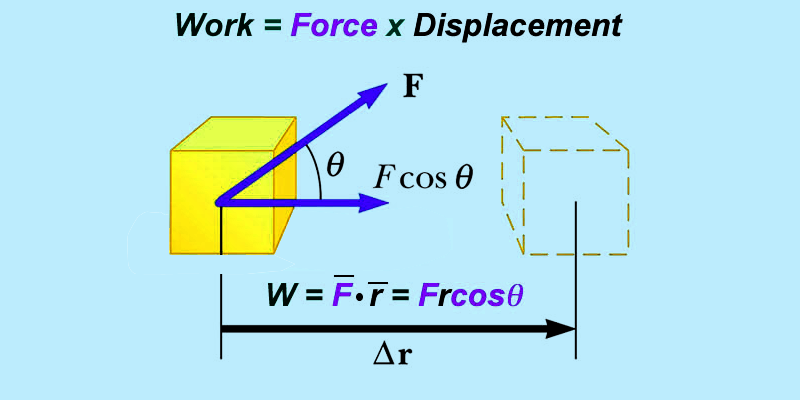 Work = Force x Displacement
F
θ
F cos θ
W = F̅ • r̅ = Frcosθ
Δr